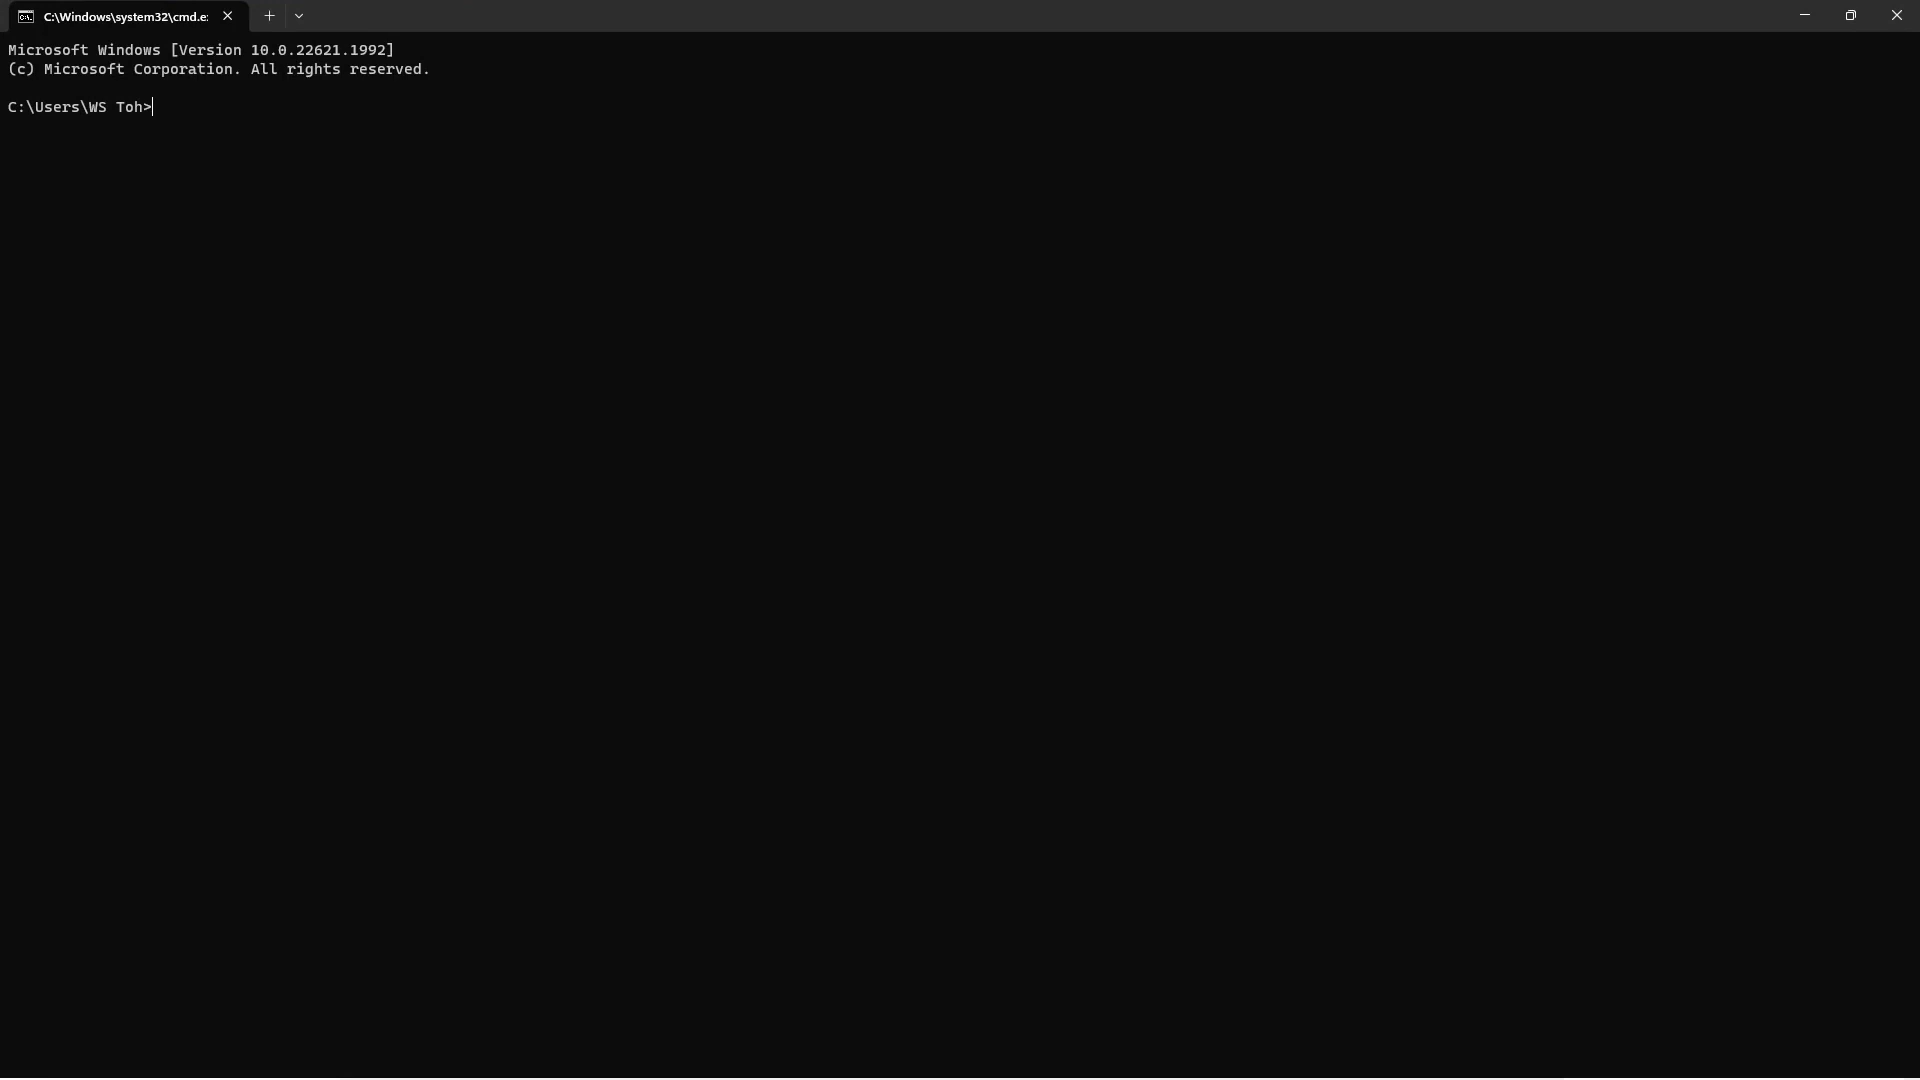 C:\Windows\system32\cmd.e
Microsoft Windows [Version 10.0.22621.1992]
(c) Microsoft Corporation. All rights reserved.
C:\Users\WS Toh>